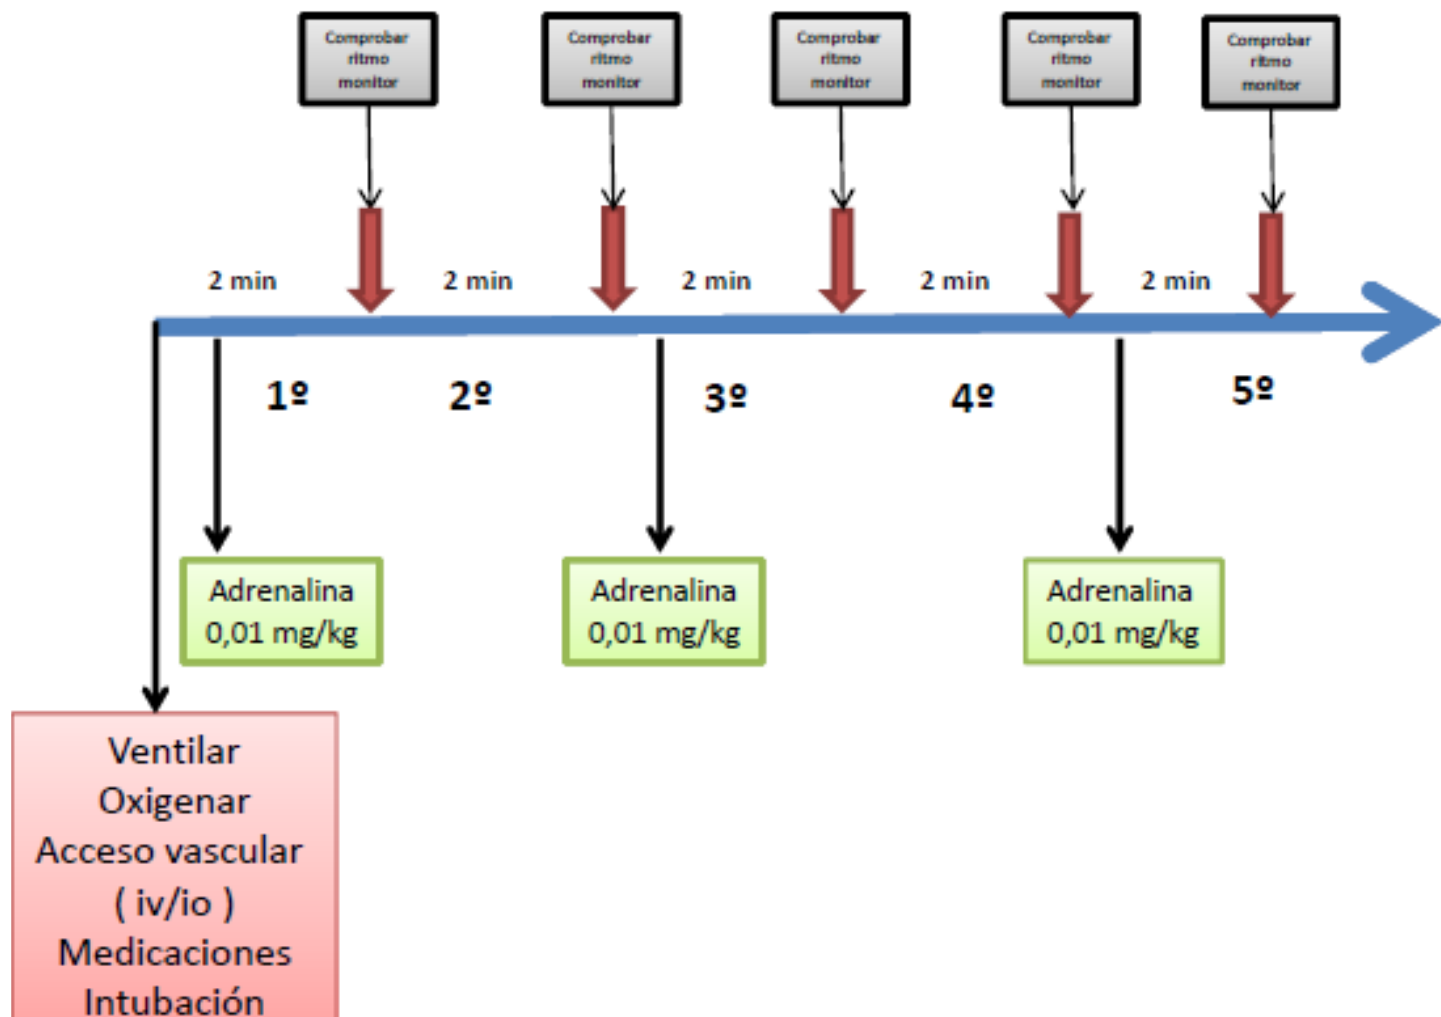 Comprobar
ritmo
monitor
Comprobar
ritmo
monitor
Comprobar
ritmo
monitor
Comprobar
ritmo
monitor
Comprobar
ritmo
monitor
2 min
2 min
2 min
2 min
2 min
1º
2º
3º
4º
5º
Adrenalina
0,01 mg/kg
Adrenalina
0,01 mg/kg
Adrenalina
0,01 mg/kg
Ventilar
Oxigenar
Acceso vascular
( iv/io )
Medicaciones
Intubación